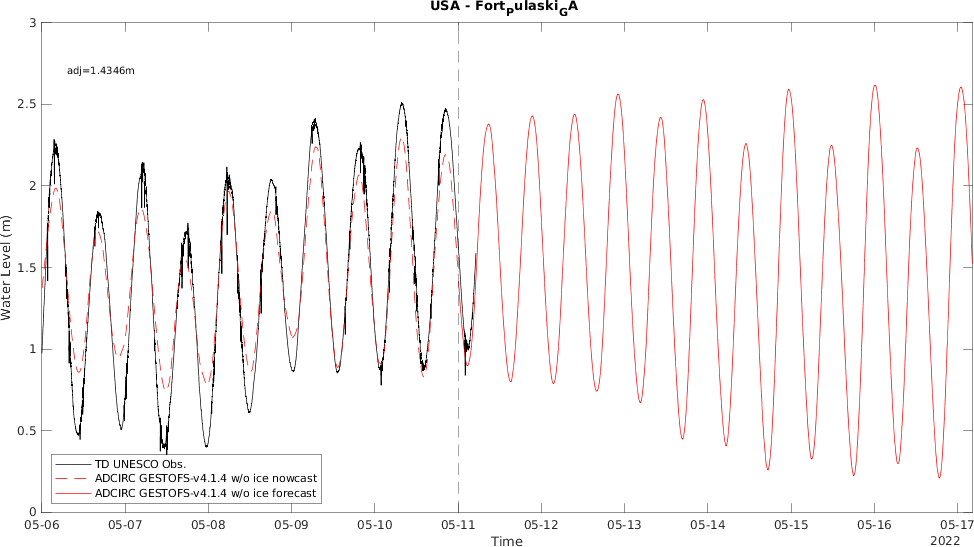 USA - FortPulaskiGA
adj=1.4346m
Water Level (m)
3
2.5
2
1.5
1
0.5
0
TD UNESCO Obs.
ADCIRC GESTOFS-v4.1.4 w/o ice nowcast
ADCIRC GESTOFS-v4.1.4 w/o ice forecast
05-06 05-07 05-08 05-09 05-10 05-11 05-12 05-13 05-14 05-15 05-16 05-17
Time
2022